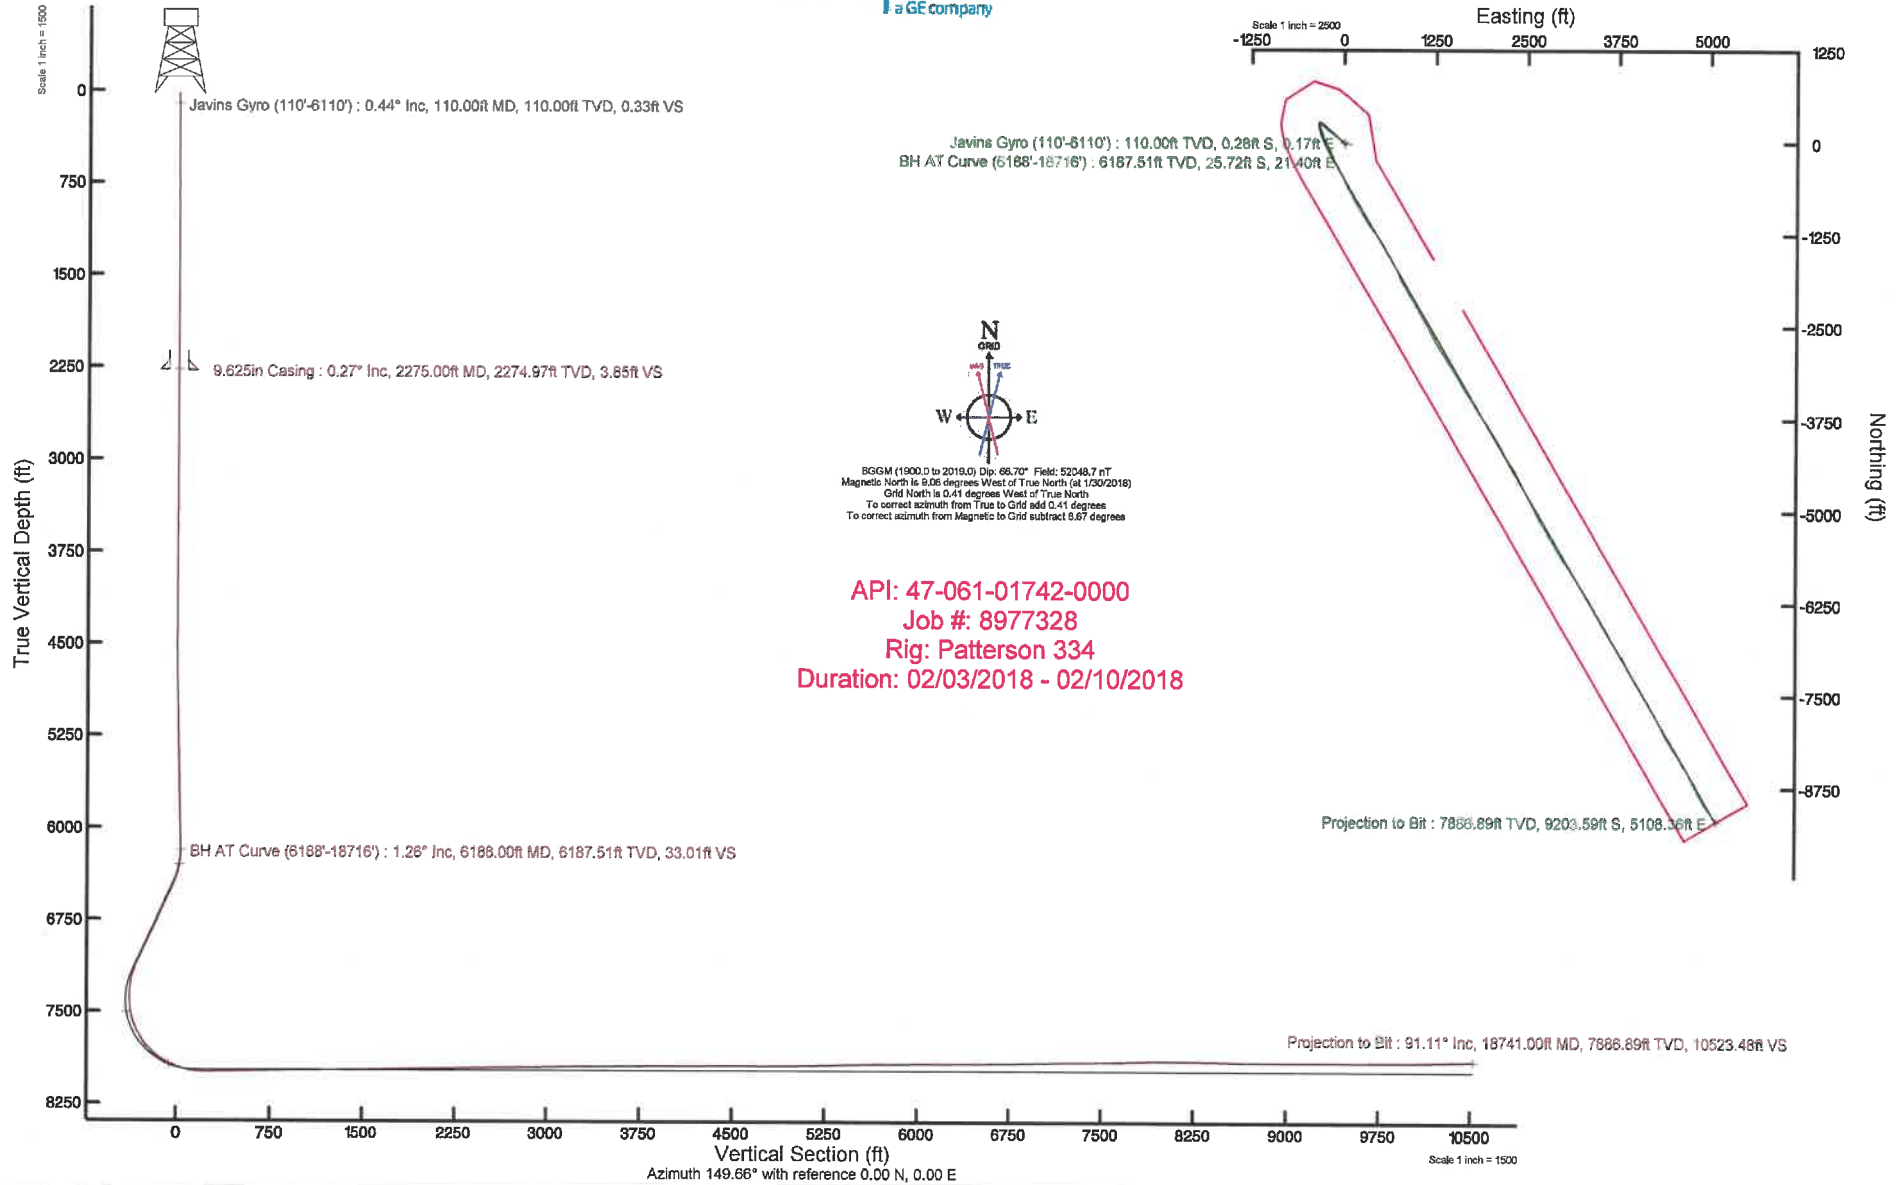 a GE company
Scale 1 inch = 1500
True Vertical Depth (ft)
0
750
1500
2250
3000
3750
4500
5250
6000
6750
7500
8250
Javins Gyro (110'-6110') : 0.44° Inc, 110.00ft MD, 110.00ft TVD, 0.33ft VS
9.625in Casing : 0.27° Inc, 2275.00ft MD, 2274.97ft TVD, 3.85ft VS
BH AT Curve (6188'-18716') : 1.26° Inc, 6188.00ft MD, 6187.51ft TVD, 33.01ft VS
Projection to Bit : 91.11° Inc, 18741.00ft MD, 7886.89ft TVD, 10523.48ft VS
0 750 1500 2250 3000 3750 4500 5250 6000 6750 7500 8250 9000 9750 10500
Vertical Section (ft)
Azimuth 149.66° with reference 0.00 N, 0.00 E
Scale 1 inch = 1500
N
GRID
MAG TRUE
W E
BGGM (1900.0 to 2019.0) Dip: 66.70° Field: 52048.7 nT
Magnetic North is 9.08 degrees West of True North (at 1/30/2018)
Grid North is 0.41 degrees West of True North
To correct azimuth from True to Grid add 0.41 degrees
To correct azimuth from Magnetic to Grid subtract 8.67 degrees
API: 47-061-01742-0000
Job #: 8977328
Rig: Patterson 334
Duration: 02/03/2018 - 02/10/2018
Easting (ft)
Scale 1 inch = 2500
-1250 0 1250 2500 3750 5000
1250
0
-1250
-2500
-3750
-5000
-6250
-7500
-8750
Northing (ft)
Javins Gyro (110'-6110') : 110.00ft TVD, 0.28ft S, 0.17ft E
BH AT Curve (6188'-18716') : 6187.51ft TVD, 25.72ft S, 21.40ft E
Projection to Bit : 7886.89ft TVD, 9203.59ft S, 5108.36ft E